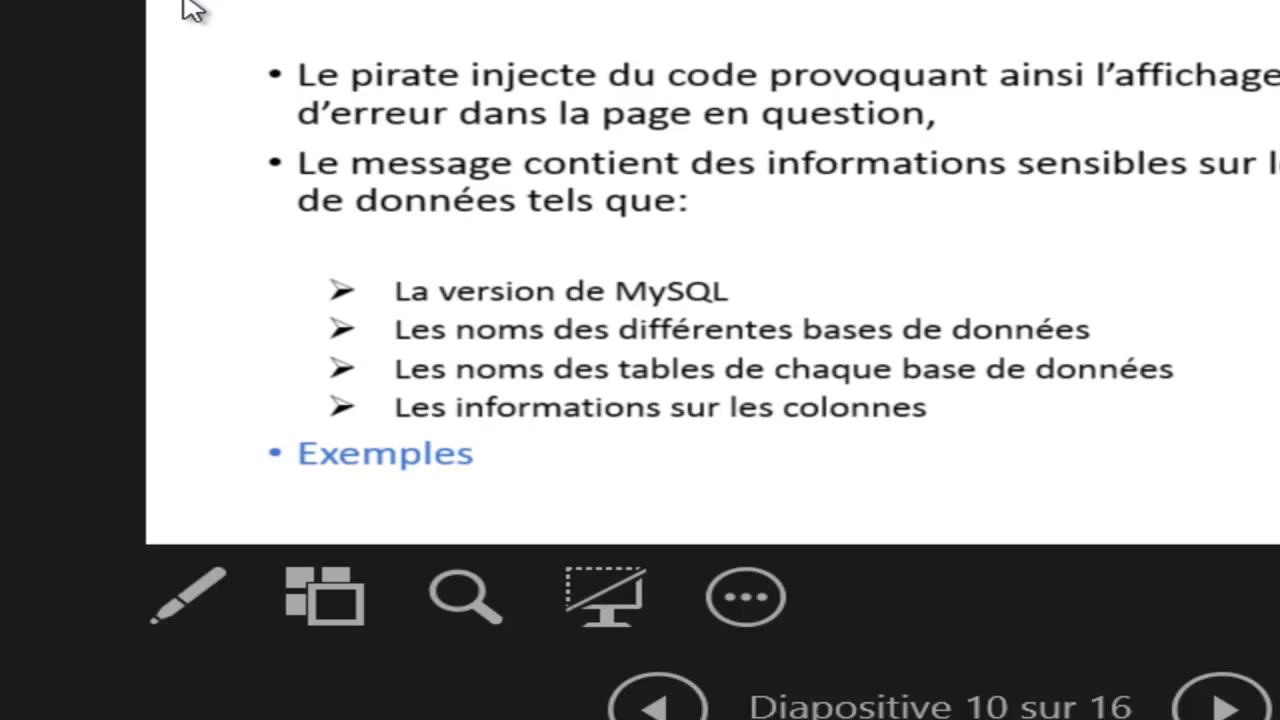 • Le pirate injecte du code provoquant ainsi l’affichage
d’erreur dans la page en question,
• Le message contient des informations sensibles sur
de données tels que:
➢ La version de MySQL
➢ Les noms des différentes bases de données
➢ Les noms des tables de chaque base de données
➢ Les informations sur les colonnes
• Exemples
Diapositive 10 sur 16